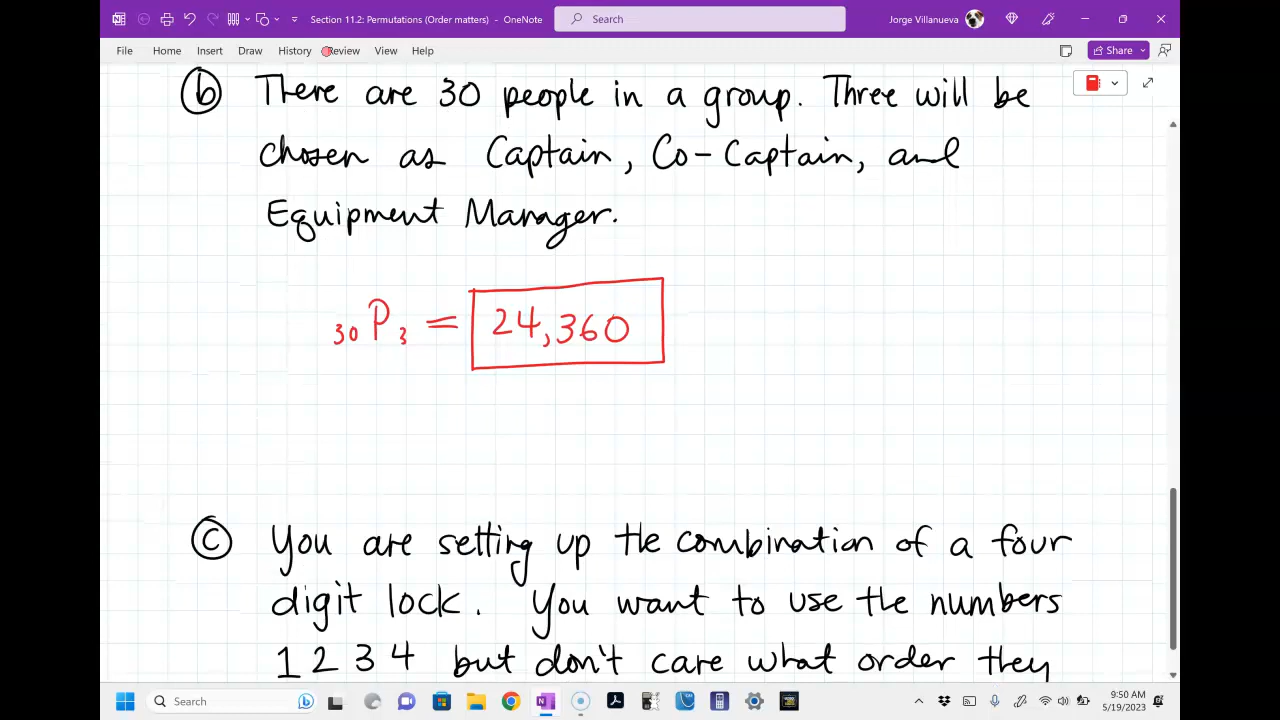 Section 11.2: Permutations (Order matters) - OneNote
Search
Jorge Villanueva
File Home Insert Draw History Review View Help
Share
b There are 30 people in a group. Three will be
chosen as Captain, Co-Captain, and
Equipment Manager.
30P3 = 24,360
c You are setting up the combination of a four
digit lock. You want to use the numbers
1 2 3 4 but don't care what order they
Search
9:50 AM
5/19/2023